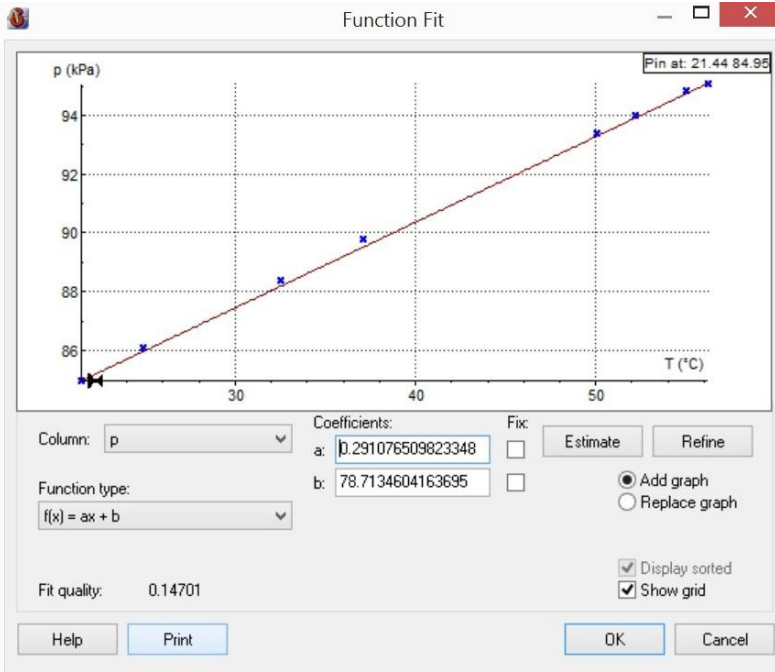 Function Fit
Pin at: 21.44 84.95
p (kPa)
94
92
90
88
86
T (°C)
30 40 50
Column: p
Coefficients: Fix:
a: 0.291076509823348
Estimate Refine
b: 78.7134604163695
Function type:
f(x) = ax + b
Add graph
Replace graph
Display sorted
Fit quality: 0.14701
Show grid
Help Print OK Cancel